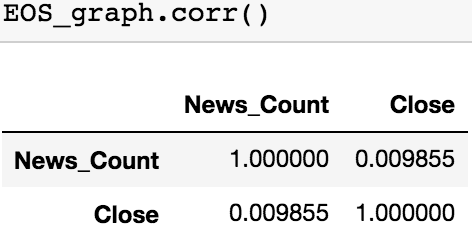 EOS_graph.corr()
News_Count Close
News_Count 1.000000 0.009855
Close 0.009855 1.000000